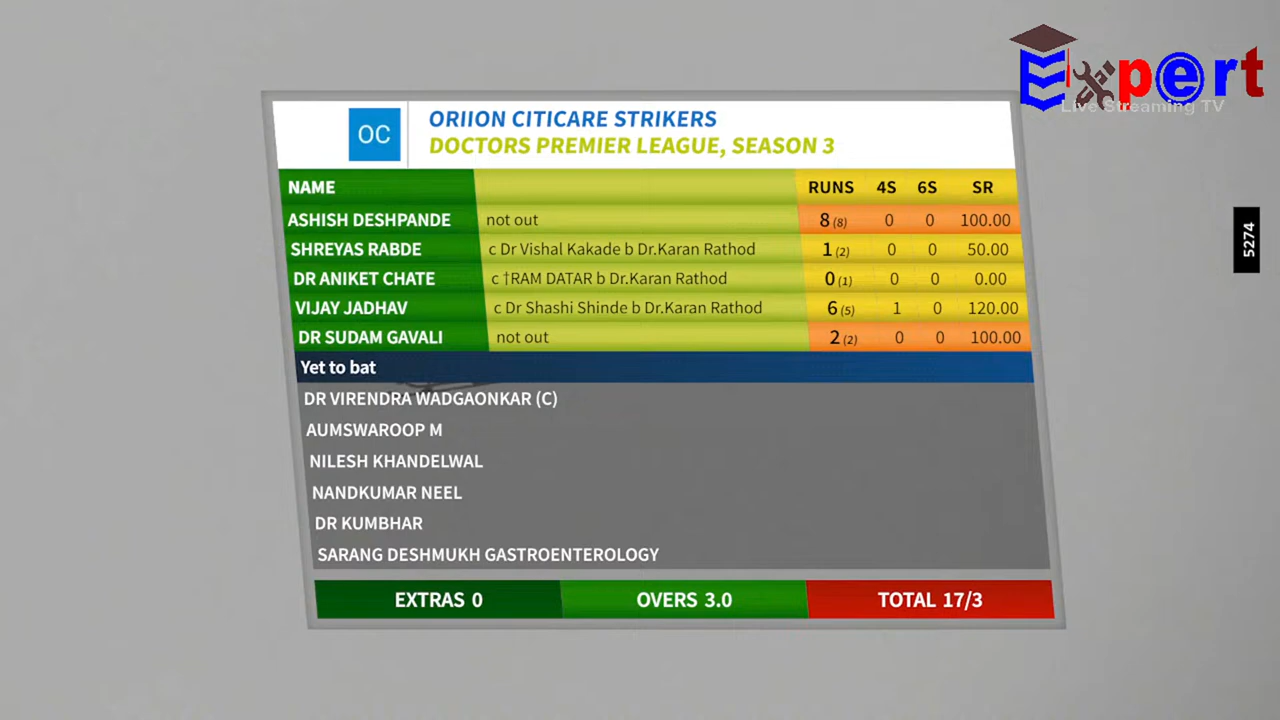 Expert
Live Streaming TV
OC
ORIION CITICARE STRIKERS
DOCTORS PREMIER LEAGUE, SEASON 3
NAME RUNS 4S 6S SR
ASHISH DESHPANDE not out 8 (8) 0 0 100.00
SHREYAS RABDE c Dr Vishal Kakade b Dr.Karan Rathod 1 (2) 0 0 50.00
DR ANIKET CHATE c †RAM DATAR b Dr.Karan Rathod 0 (1) 0 0 0.00
VIJAY JADHAV c Dr Shashi Shinde b Dr.Karan Rathod 6 (5) 1 0 120.00
DR SUDAM GAVALI not out 2 (2) 0 0 100.00
Yet to bat
DR VIRENDRA WADGAONKAR (C)
AUMSWAROOP M
NILESH KHANDELWAL
NANDKUMAR NEEL
DR KUMBHAR
SARANG DESHMUKH GASTROENTEROLOGY
EXTRAS 0 OVERS 3.0 TOTAL 17/3
5274